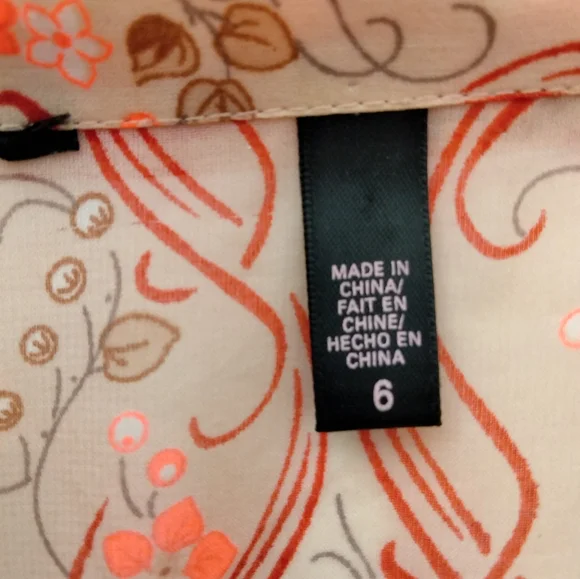 MADE IN
CHINA/
FAIT EN
CHINE/
HECHO EN
CHINA
6